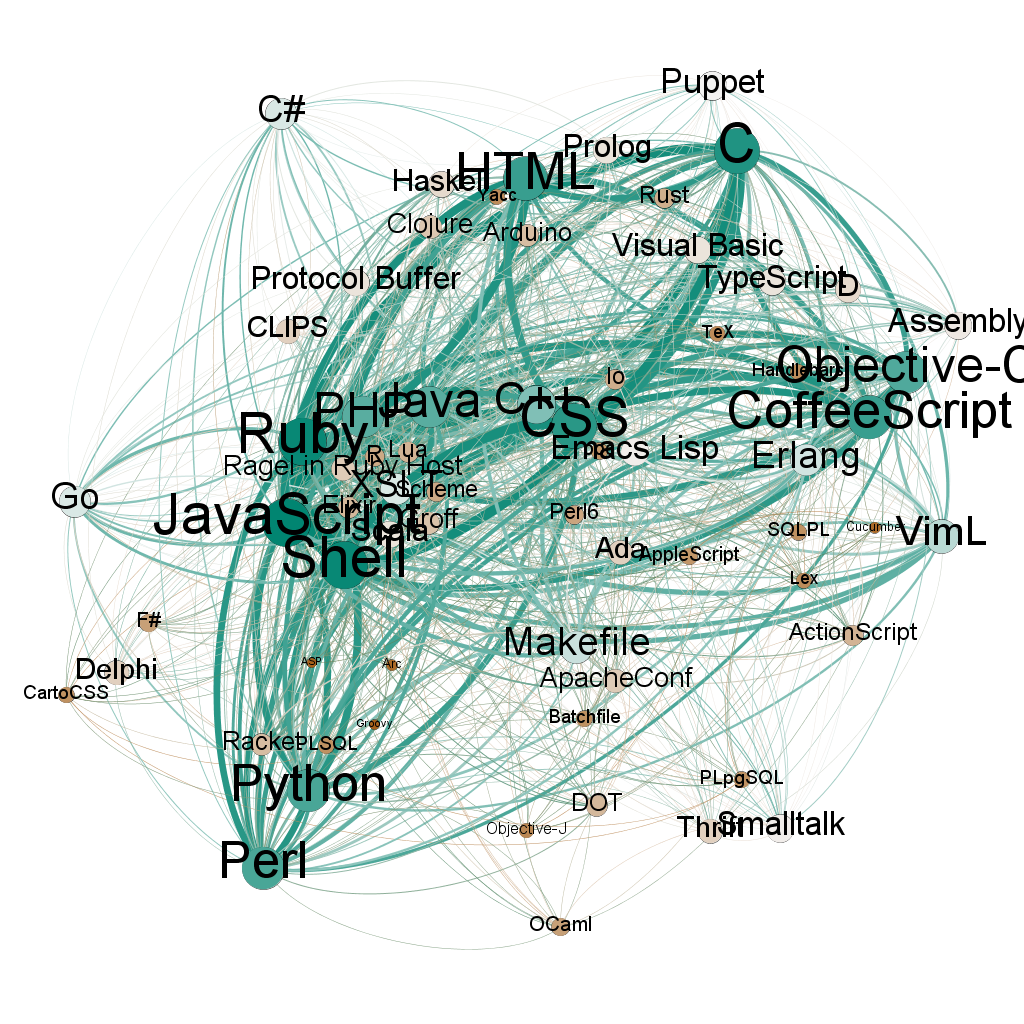 Puppet
C#
C
Prolog
HTML
Haskell
Yacc
Rust
Clojure
Arduino
Visual Basic
Protocol Buffer
TypeScript
D
CLIPS
Assembly
TeX
Objective-C
Handlebars
Io
PHP
Java
C++
CSS
CoffeeScript
Ruby
R
Lua
Emacs Lisp
Erlang
Ragel in Ruby Host
XSLT
Scheme
Go
JavaScript
Elixir
Perl6
Groff
Scala
SQLPL
Cucumber
VimL
Shell
Ada
AppleScript
Lex
F#
ActionScript
Makefile
Delphi
ASP
Arc
ApacheConf
CartoCSS
Batchfile
Groovy
Racket
PLSQL
Python
PLpgSQL
DOT
Objective-J
Thrift
Smalltalk
Perl
OCaml